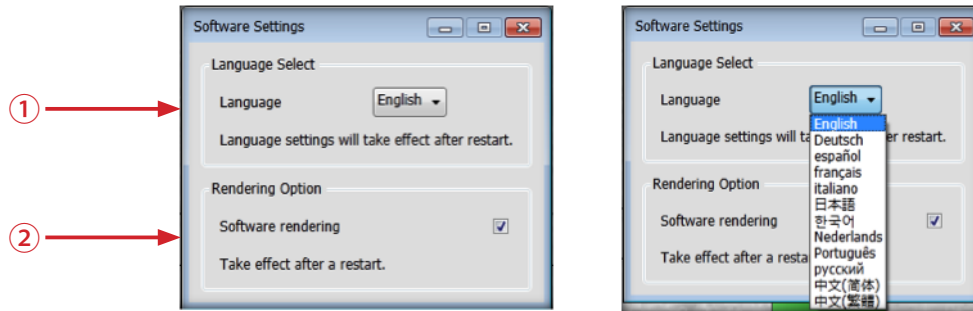 Software Settings
Language Select
① Language English
Language settings will take effect after restart.
Rendering Option
② Software rendering
Take effect after a restart.
Software Settings
Language Select
Language English
English
Language settings will ta er restart.
Deutsch
español
français
italiano
Rendering Option
日本語
한국어
Software rendering
Nederlands
Português
Take effect after a resta
русский
中文(简体)
中文(繁體)